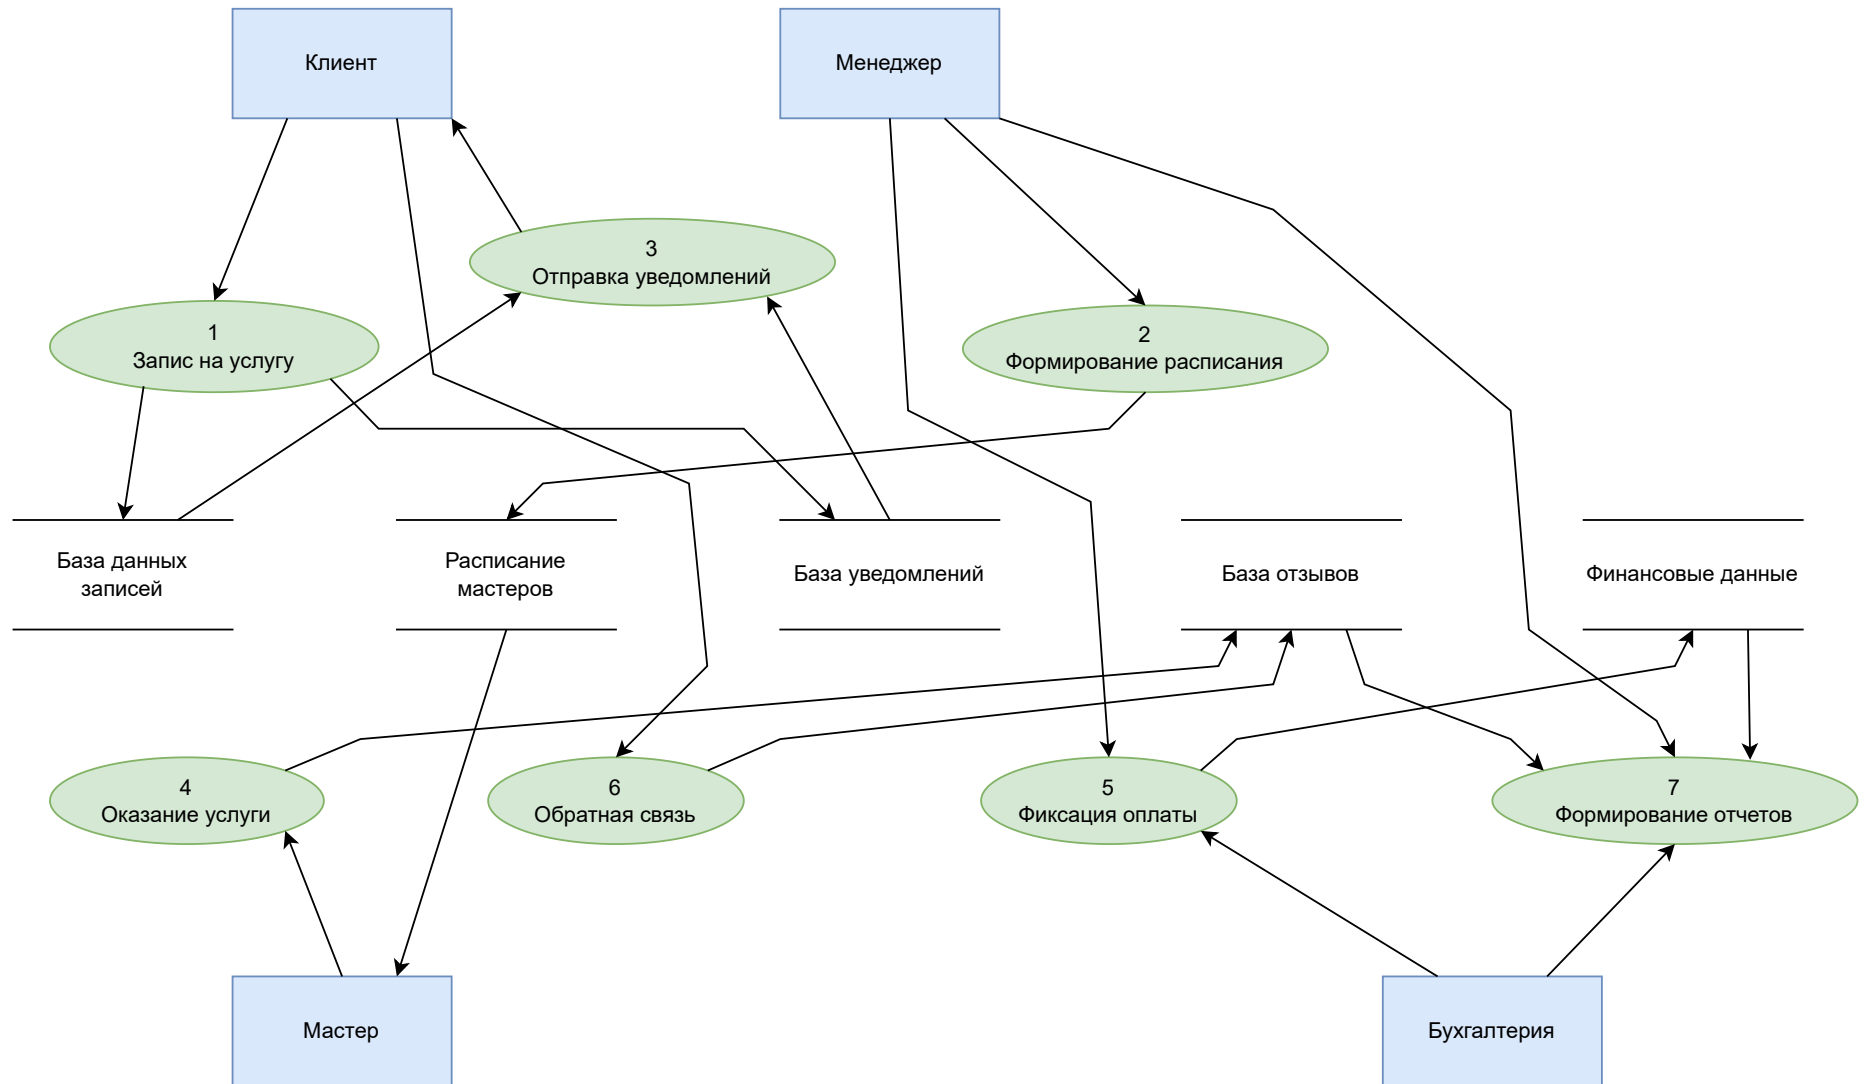 Клиент
Менеджер
3
Отправка уведомлений
1
Запис на услугу
2
Формирование расписания
База данных
записей
Расписание
мастеров
База уведомлений
База отзывов
Финансовые данные
4
Оказание услуги
6
Обратная связь
5
Фиксация оплаты
7
Формирование отчетов
Мастер
Бухгалтерия